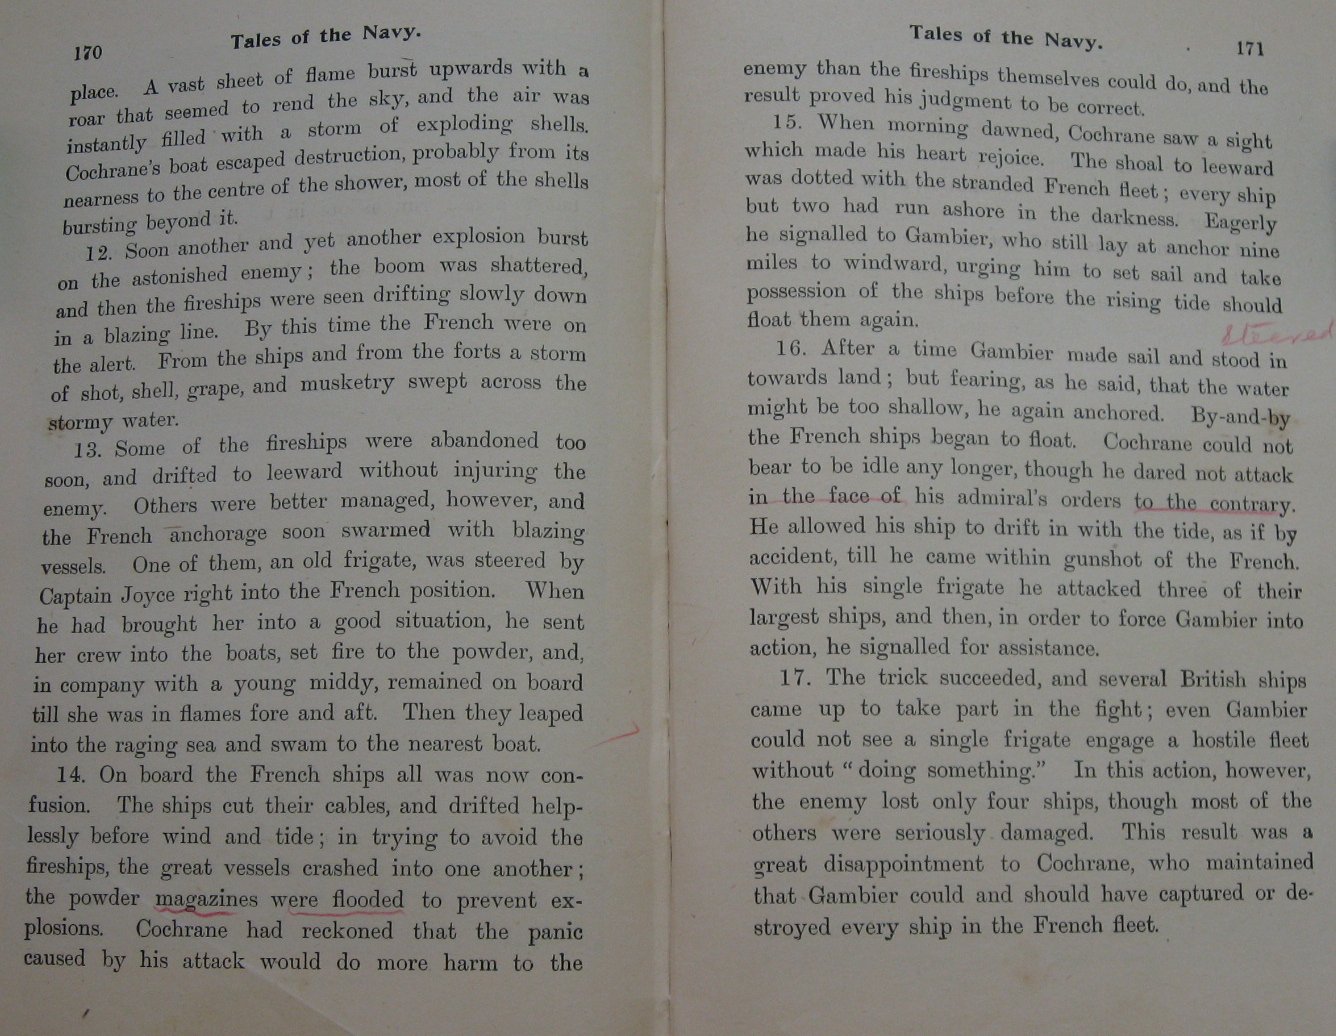 170
Tales of the Navy.
place. A vast sheet of flame burst upwards with a
roar that seemed to rend the sky, and the air was
instantly filled with a storm of exploding shells.
Cochrane's boat escaped destruction, probably from its
nearness to the centre of the shower, most of the shells
bursting beyond it.
12. Soon another and yet another explosion burst
on the astonished enemy; the boom was shattered,
and then the fireships were seen drifting slowly down
in a blazing line. By this time the French were on
the alert. From the ships and from the forts a storm
of shot, shell, grape, and musketry swept across the
stormy water.
13. Some of the fireships were abandoned too
soon, and drifted to leeward without injuring the
enemy. Others were better managed, however, and
the French anchorage soon swarmed with blazing
vessels. One of them, an old frigate, was steered by
Captain Joyce right into the French position. When
he had brought her into a good situation, he sent
her crew into the boats, set fire to the powder, and,
in company with a young middy, remained on board
till she was in flames fore and aft. Then they leaped
into the raging sea and swam to the nearest boat.
14. On board the French ships all was now con-
fusion. The ships cut their cables, and drifted help-
lessly before wind and tide; in trying to avoid the
fireships, the great vessels crashed into one another;
the powder magazines were flooded to prevent ex-
plosions. Cochrane had reckoned that the panic
caused by his attack would do more harm to the
Tales of the Navy.
171
enemy than the fireships themselves could do, and the
result proved his judgment to be correct.
15. When morning dawned, Cochrane saw a sight
which made his heart rejoice. The shoal to leeward
was dotted with the stranded French fleet; every ship
but two had run ashore in the darkness. Eagerly
he signalled to Gambier, who still lay at anchor nine
miles to windward, urging him to set sail and take
possession of the ships before the rising tide should
float them again.
Steered
16. After a time Gambier made sail and stood in
towards land; but fearing, as he said, that the water
might be too shallow, he again anchored. By-and-by
the French ships began to float. Cochrane could not
bear to be idle any longer, though he dared not attack
in the face of his admiral's orders to the contrary.
He allowed his ship to drift in with the tide, as if by
accident, till he came within gunshot of the French.
With his single frigate he attacked three of their
largest ships, and then, in order to force Gambier into
action, he signalled for assistance.
17. The trick succeeded, and several British ships
came up to take part in the fight; even Gambier
could not see a single frigate engage a hostile fleet
without "doing something." In this action, however,
the enemy lost only four ships, though most of the
others were seriously damaged. This result was a
great disappointment to Cochrane, who maintained
that Gambier could and should have captured or de-
stroyed every ship in the French fleet.